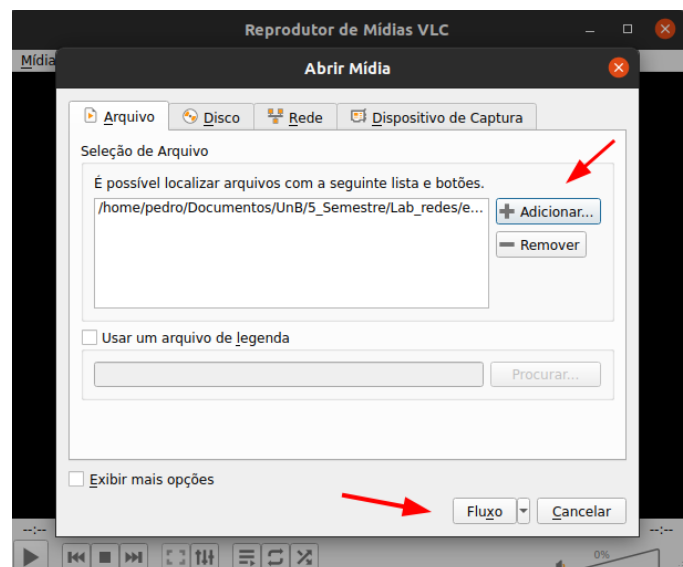 Reprodutor de Mídias VLC
Mídia
Abrir Mídia
Arquivo Disco Rede Dispositivo de Captura
Seleção de Arquivo
É possível localizar arquivos com a seguinte lista e botões.
/home/pedro/Documentos/UnB/5_Semestre/Lab_redes/e...
Adicionar...
Remover
Usar um arquivo de legenda
Procurar...
Exibir mais opções
Fluxo Cancelar
--:-- --:--
0%